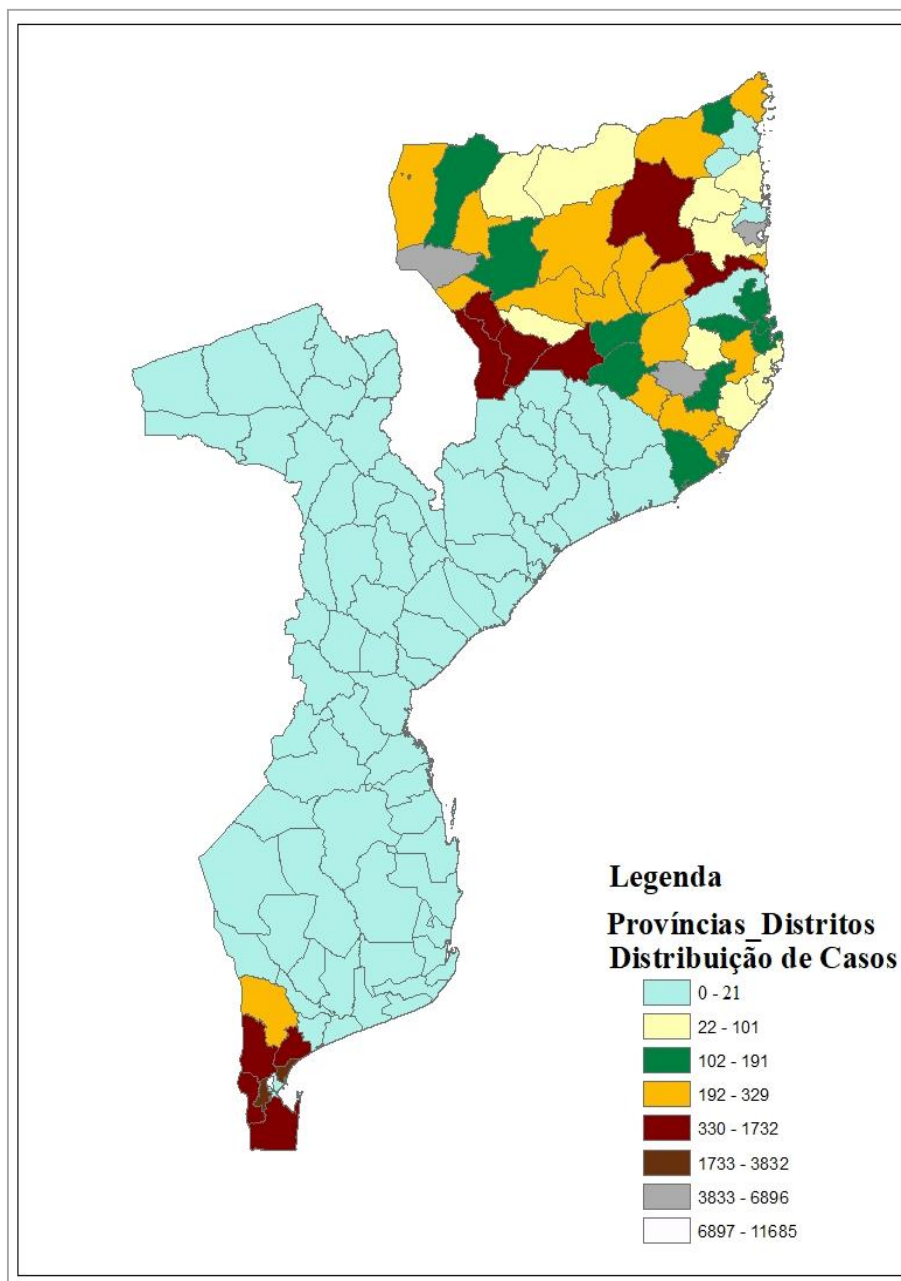 Legenda
Províncias_Distritos
Distribuição de Casos
0 - 21
22 - 101
102 - 191
192 - 329
330 - 1732
1733 - 3832
3833 - 6896
6897 - 11685